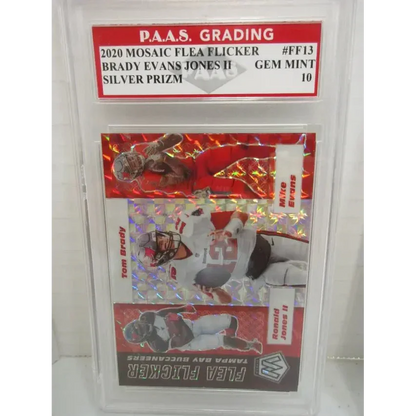 P.A.A.S. GRADING
2020 MOSAIC FLEA FLICKER #FF13
BRADY EVANS JONES II GEM MINT
SILVER PRIZM 10
PAAS
Mike
Evans
Tom Brady
Ronald
Jones II
FLEA FLICKER
TAMPA BAY BUCCANEERS